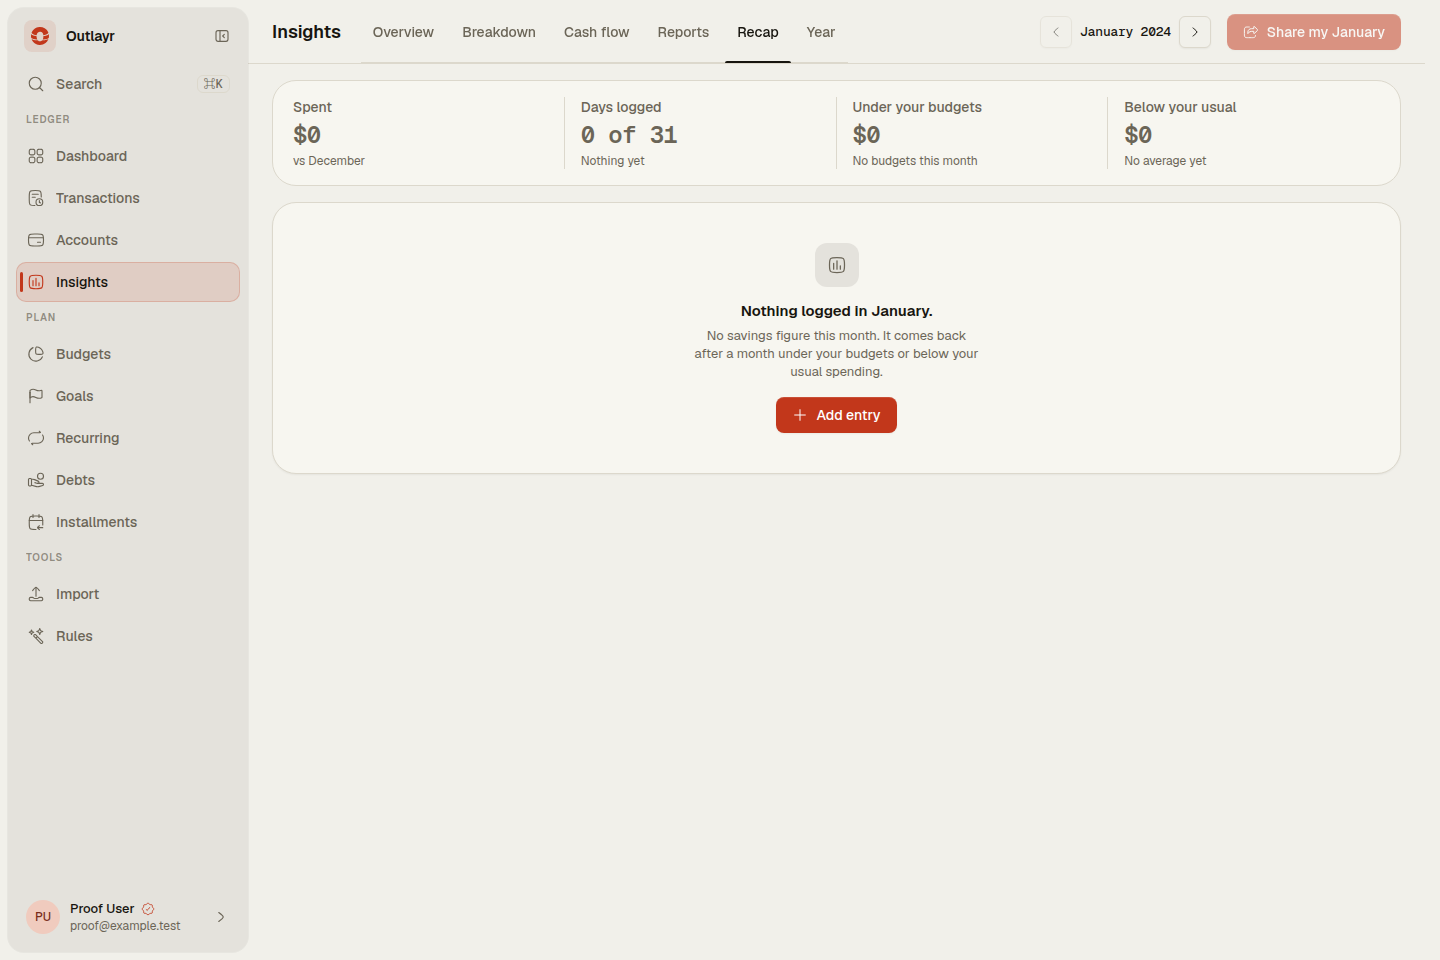 Outlayr
Search
⌘K
LEDGER
Dashboard
Transactions
Accounts
Insights
PLAN
Budgets
Goals
Recurring
Debts
Installments
TOOLS
Import
Rules
PU
Proof User
proof@example.test
Insights
Overview
Breakdown
Cash flow
Reports
Recap
Year
January 2024
Share my January
Spent
$0
vs December
Days logged
0 of 31
Nothing yet
Under your budgets
$0
No budgets this month
Below your usual
$0
No average yet
Nothing logged in January.
No savings figure this month. It comes back
after a month under your budgets or below your
usual spending.
Add entry